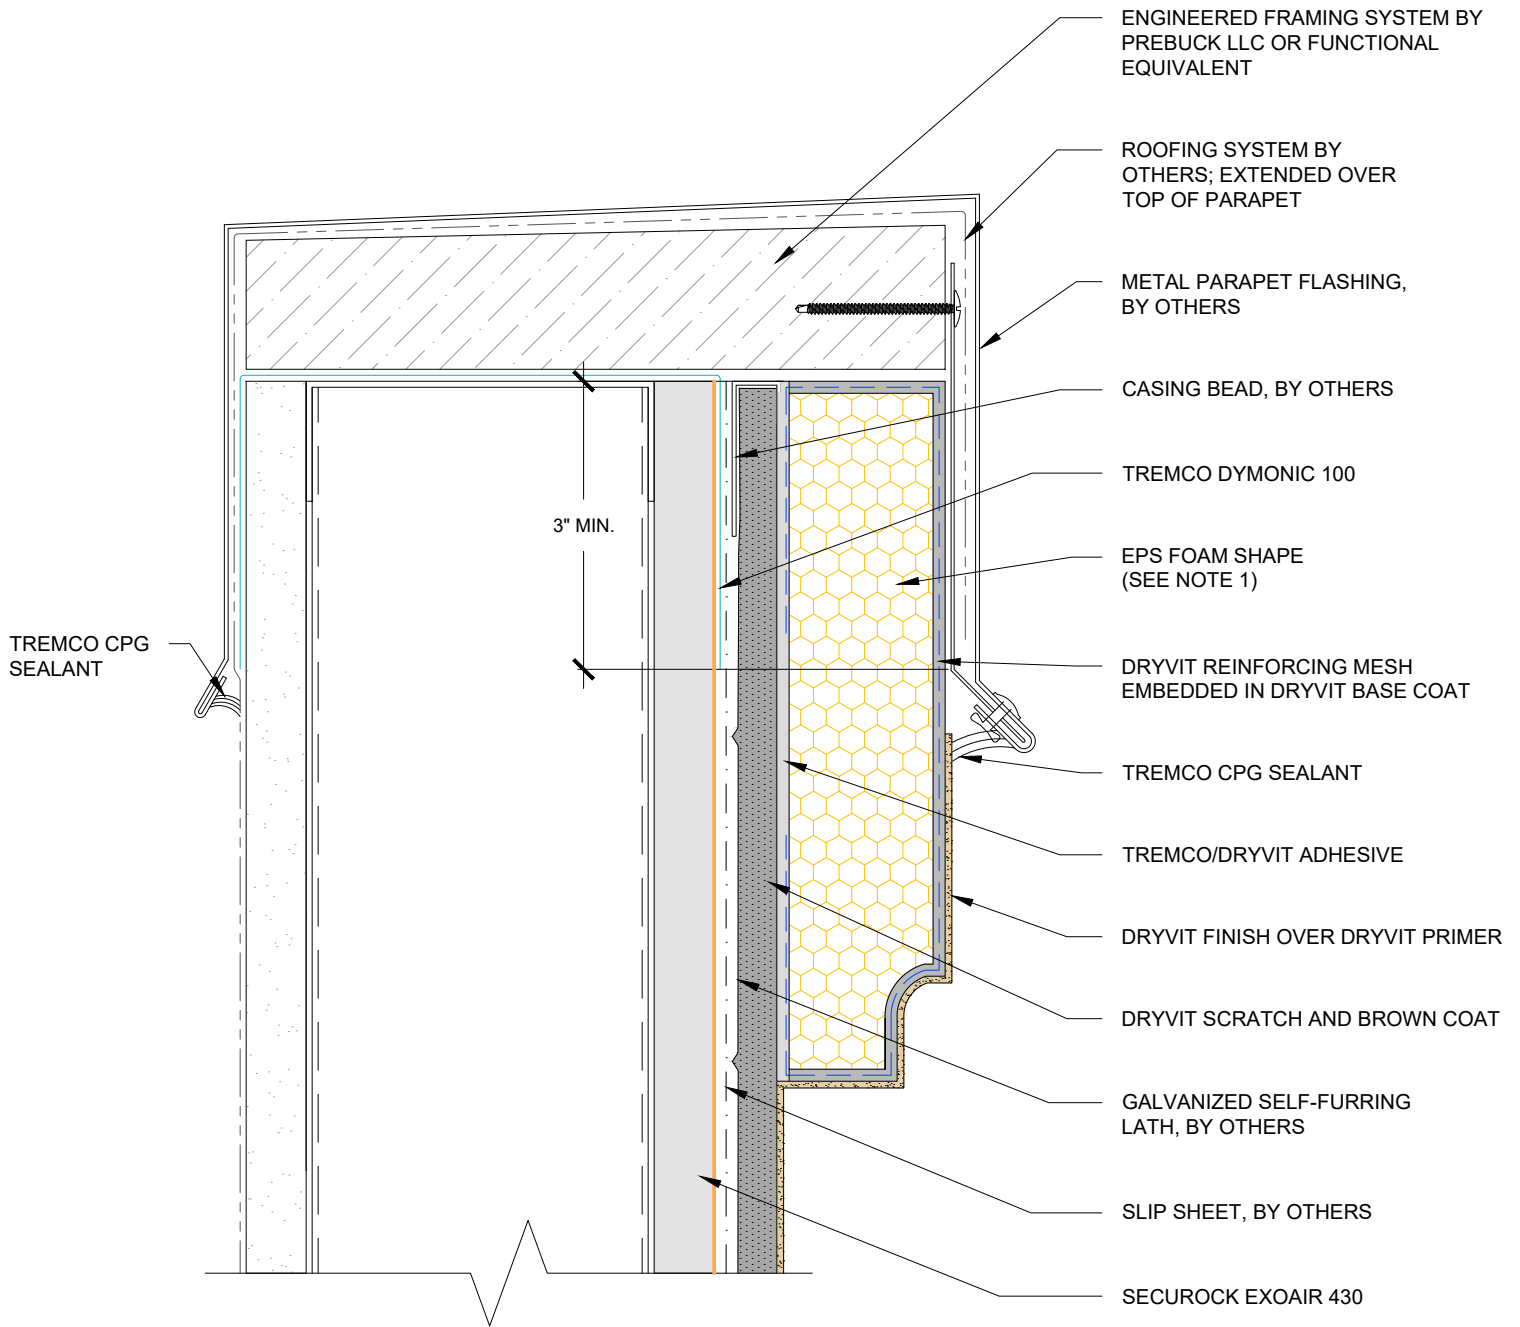 ENGINEERED FRAMING SYSTEM BY
PREBUCK LLC OR FUNCTIONAL
EQUIVALENT
ROOFING SYSTEM BY
OTHERS; EXTENDED OVER
TOP OF PARAPET
METAL PARAPET FLASHING,
BY OTHERS
CASING BEAD, BY OTHERS
TREMCO DYMONIC 100
3" MIN.
EPS FOAM SHAPE
(SEE NOTE 1)
TREMCO CPG
SEALANT
DRYVIT REINFORCING MESH
EMBEDDED IN DRYVIT BASE COAT
TREMCO CPG SEALANT
TREMCO/DRYVIT ADHESIVE
DRYVIT FINISH OVER DRYVIT PRIMER
DRYVIT SCRATCH AND BROWN COAT
GALVANIZED SELF-FURRING
LATH, BY OTHERS
SLIP SHEET, BY OTHERS
SECUROCK EXOAIR 430